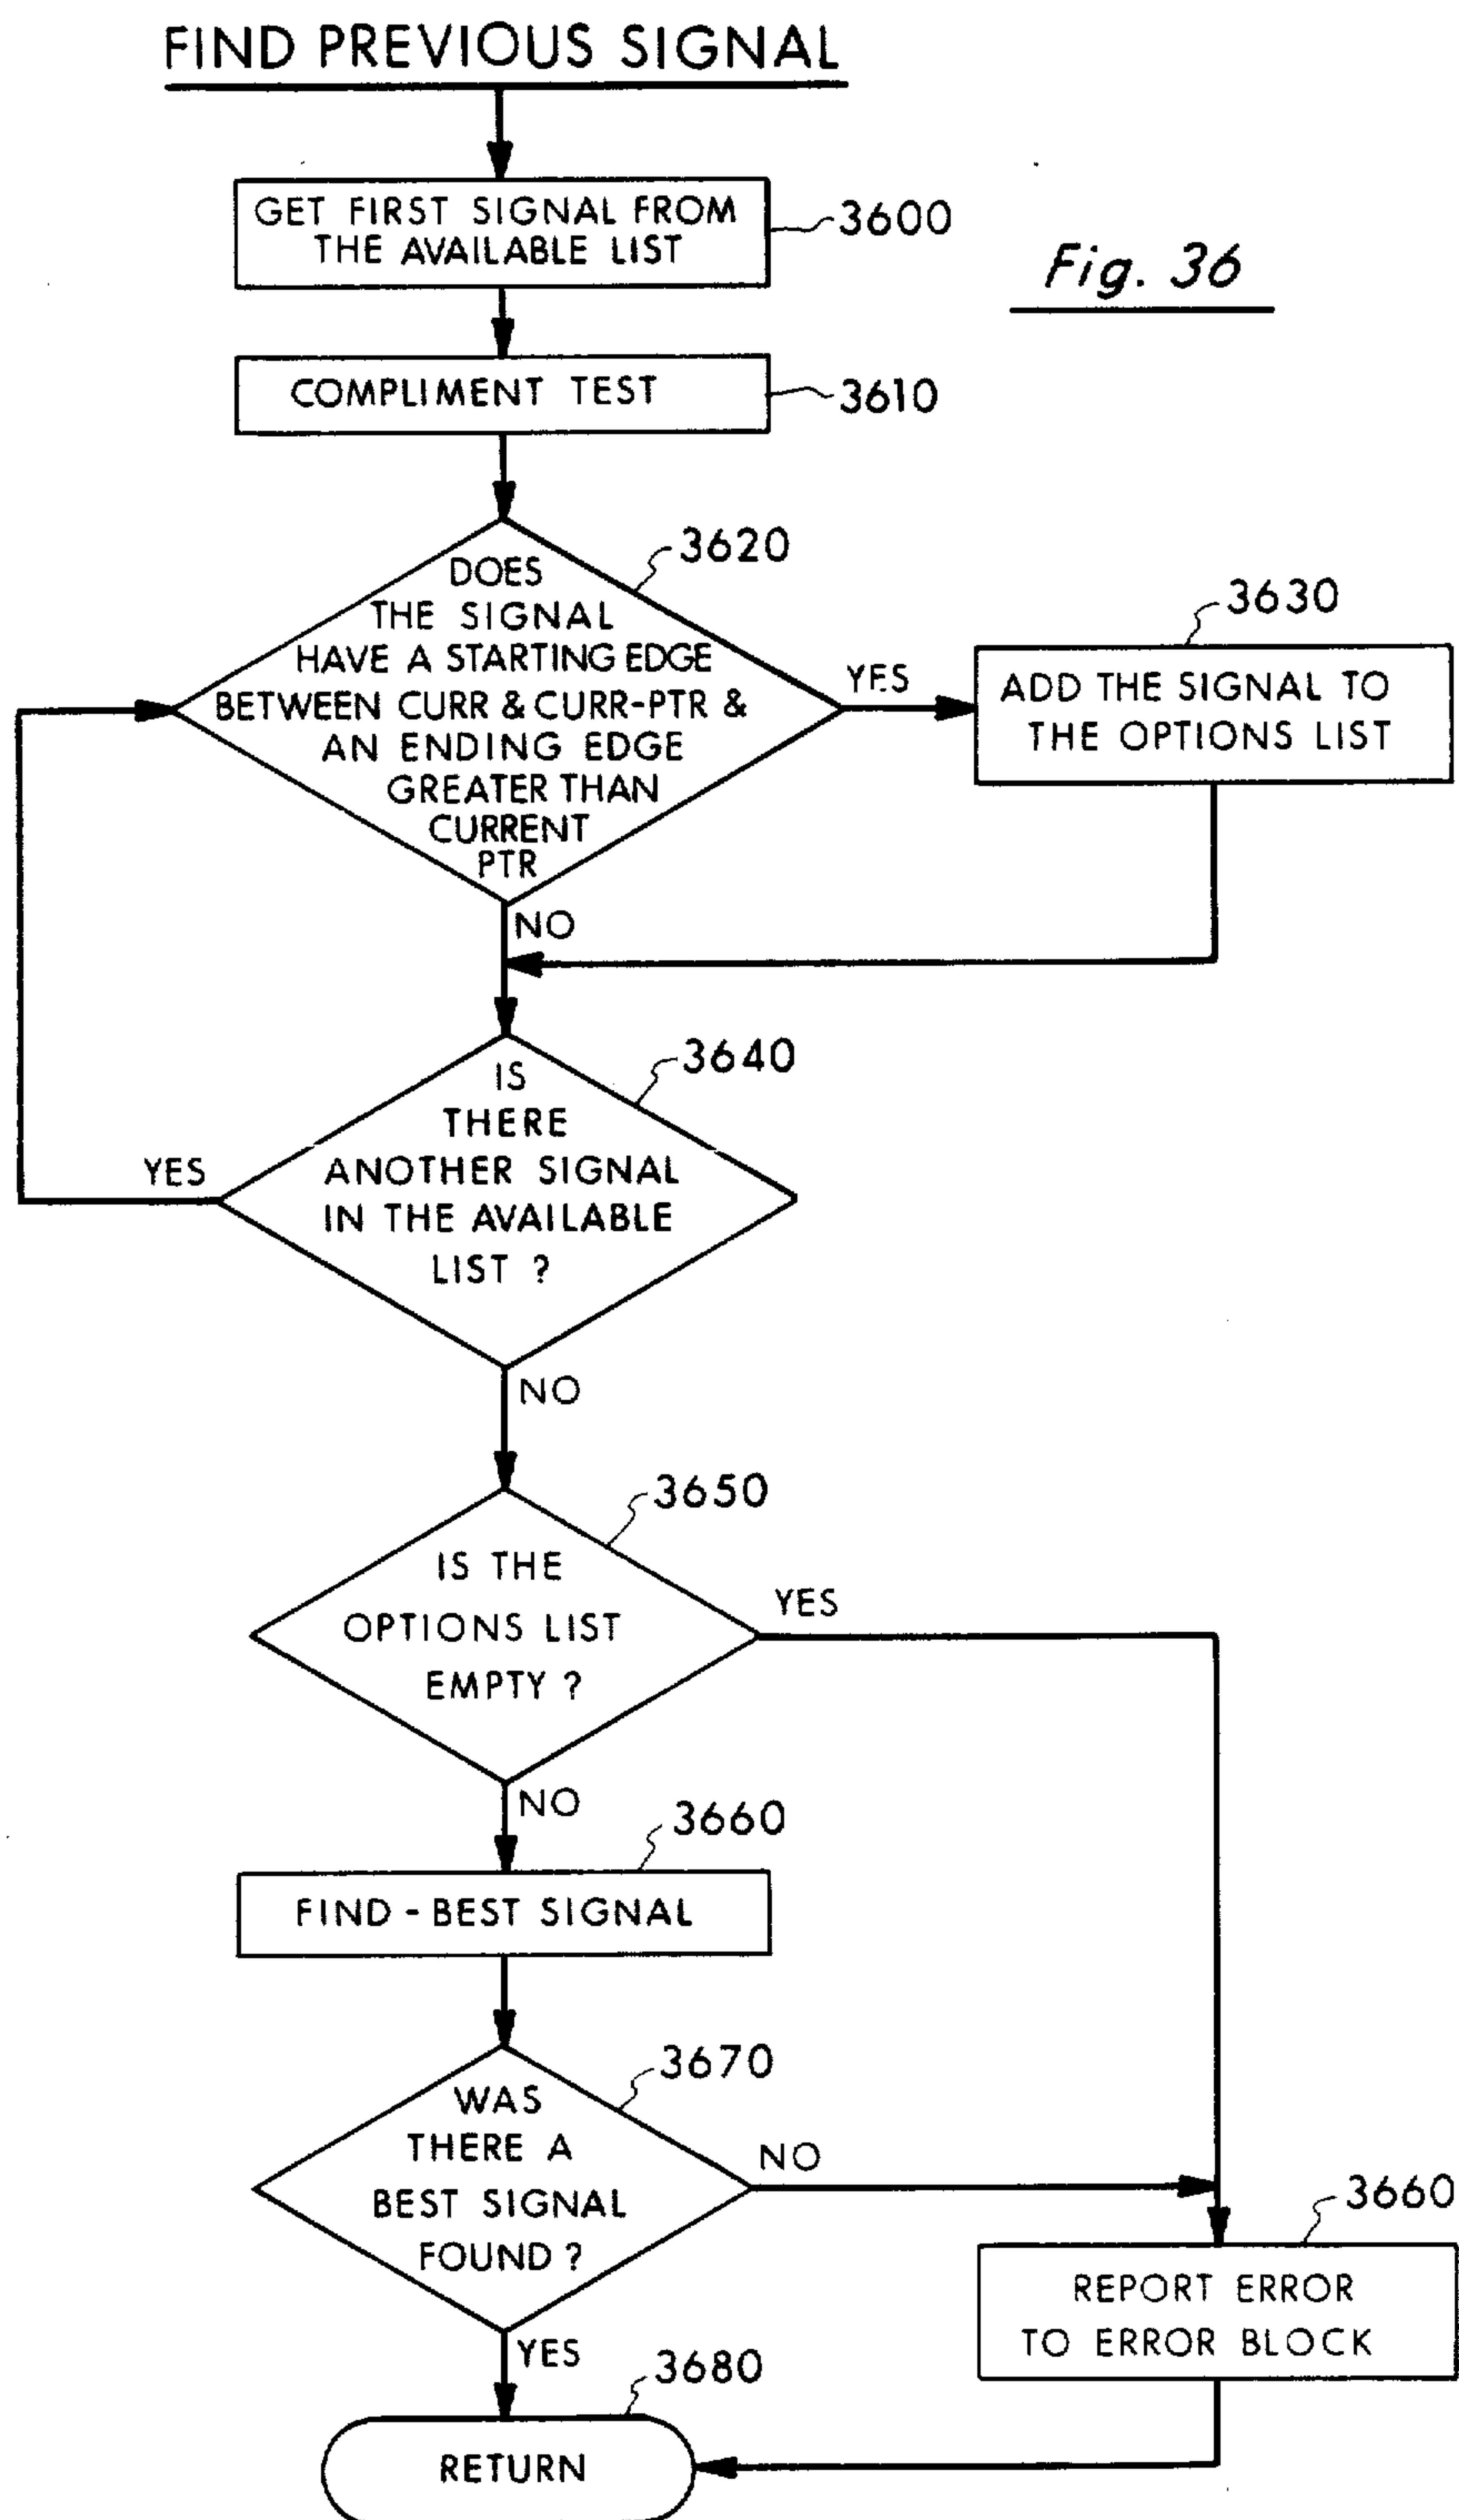 FIND PREVIOUS SIGNAL
GET FIRST SIGNAL FROM
THE AVAILABLE LIST
3600
Fig. 36
COMPLIMENT TEST
3610
DOES
THE SIGNAL
HAVE A STARTING EDGE
BETWEEN CURR & CURR-PTR &
AN ENDING EDGE
GREATER THAN
CURRENT
PTR
3620
YES
3630
ADD THE SIGNAL TO
THE OPTIONS LIST
NO
3640
IS
THERE
ANOTHER SIGNAL
IN THE AVAILABLE
LIST ?
YES
NO
3650
IS THE
OPTIONS LIST
EMPTY ?
YES
NO
3660
FIND - BEST SIGNAL
3670
WAS
THERE A
BEST SIGNAL
FOUND ?
NO
3660
REPORT ERROR
TO ERROR BLOCK
YES
3680
RETURN